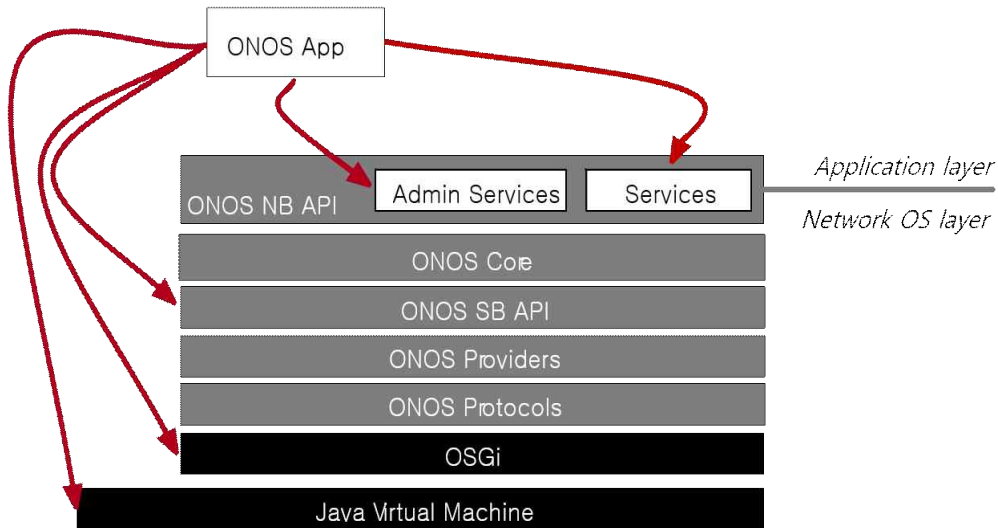 ONOS App
Application layer
Admin Services
Services
ONOS NB API
Network OS layer
ONOS Core
ONOS SB API
ONOS Providers
ONOS Protocols
OSGi
Java Virtual Machine